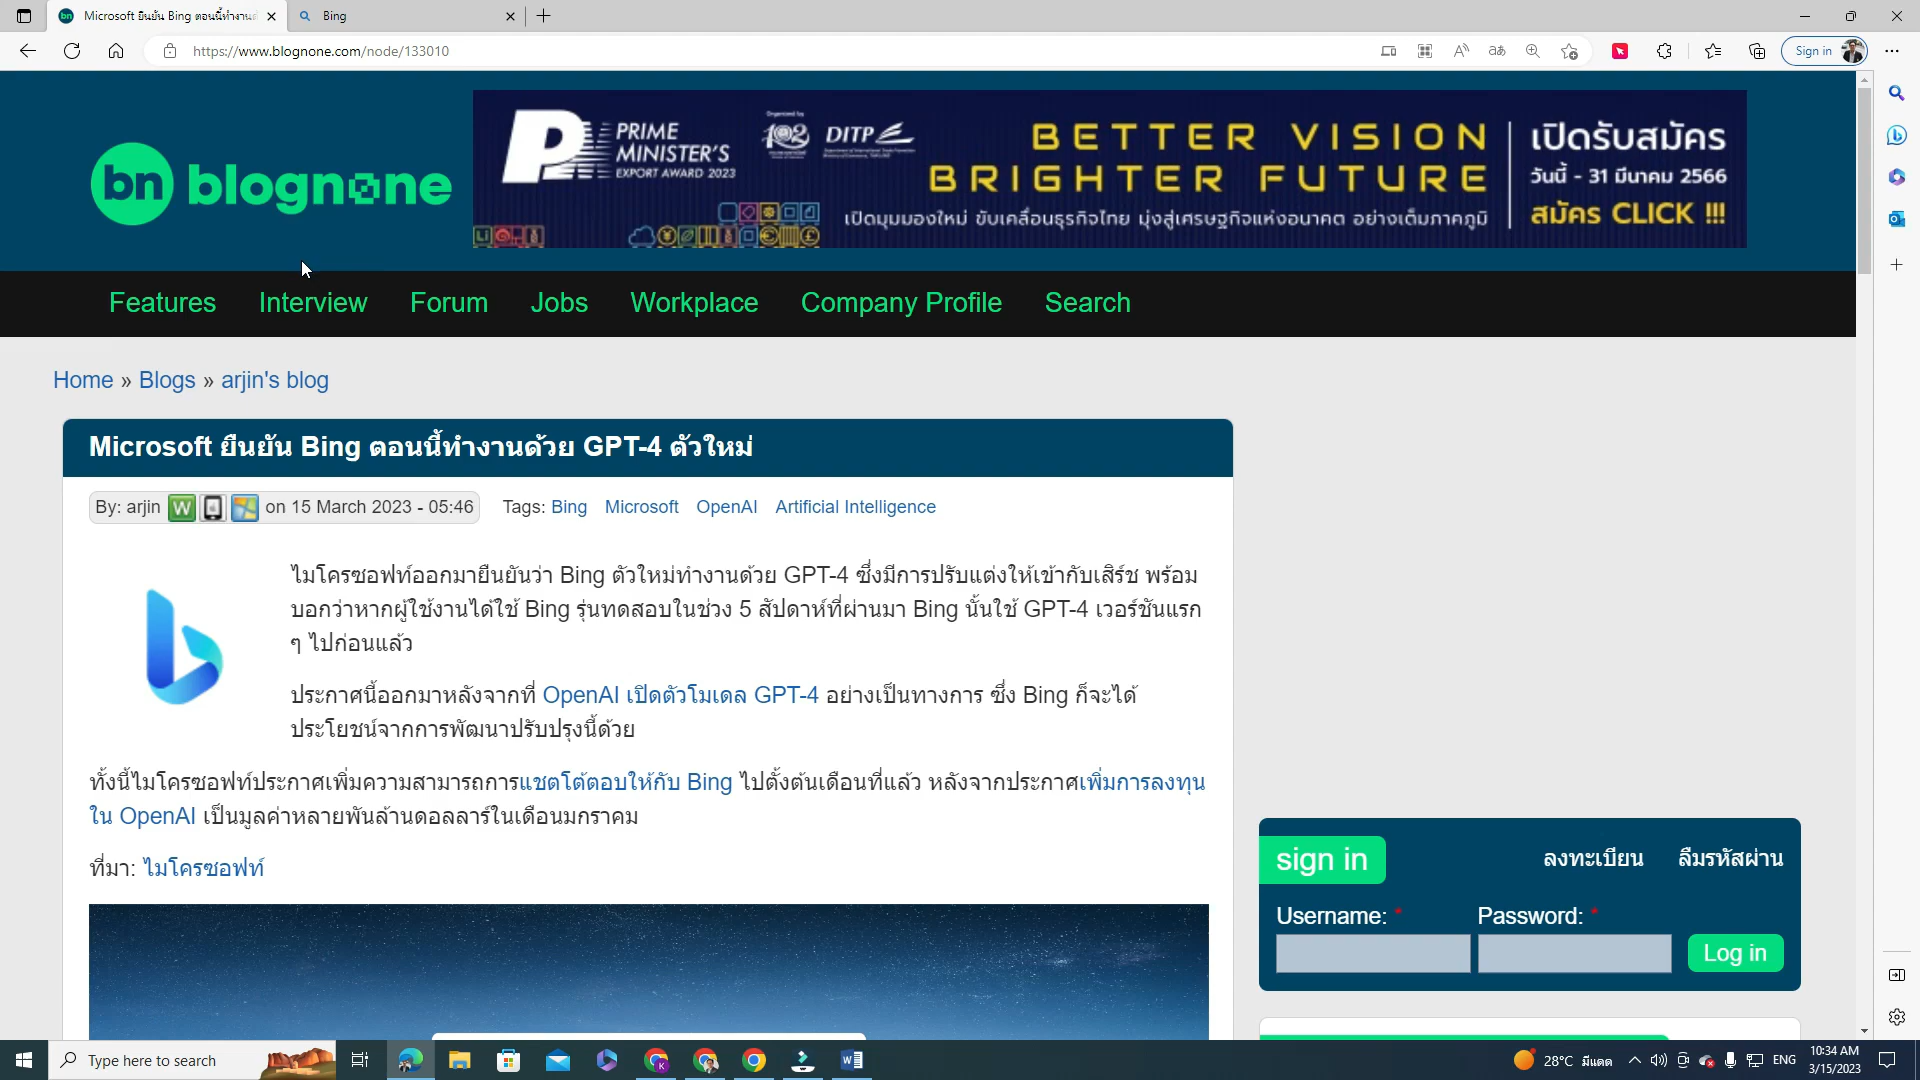 Microsoft ยืนยัน Bing ตอนนี้ทำงานด้ว
Bing
https://www.blognone.com/node/133010
Sign in
bn blognone
PRIME
MINISTER'S
EXPORT AWARD 2023
Organized by
DITP
BETTER VISION
BRIGHTER FUTURE
เปิดมุมมองใหม่ ขับเคลื่อนธุรกิจไทย มุ่งสู่เศรษฐกิจแห่งอนาคต อย่างเต็มภาคภูมิ
เปิดรับสมัคร
วันนี้ - 31 มีนาคม 2566
สมัคร CLICK !!!
Features Interview Forum Jobs Workplace Company Profile Search
Home » Blogs » arjin's blog
Microsoft ยืนยัน Bing ตอนนี้ทำงานด้วย GPT-4 ตัวใหม่
By: arjin on 15 March 2023 - 05:46 Tags: Bing Microsoft OpenAI Artificial Intelligence
ไมโครซอฟท์ออกมายืนยันว่า Bing ตัวใหม่ทำงานด้วย GPT-4 ซึ่งมีการปรับแต่งให้เข้ากับเสิร์ช พร้อม
บอกว่าหากผู้ใช้งานได้ใช้ Bing รุ่นทดสอบในช่วง 5 สัปดาห์ที่ผ่านมา Bing นั้นใช้ GPT-4 เวอร์ชันแรก
ๆ ไปก่อนแล้ว
ประกาศนี้ออกมาหลังจากที่ OpenAI เปิดตัวโมเดล GPT-4 อย่างเป็นทางการ ซึ่ง Bing ก็จะได้
ประโยชน์จากการพัฒนาปรับปรุงนี้ด้วย
ทั้งนี้ไมโครซอฟท์ประกาศเพิ่มความสามารถการแชตโต้ตอบให้กับ Bing ไปตั้งต้นเดือนที่แล้ว หลังจากประกาศเพิ่มการลงทุน
ใน OpenAI เป็นมูลค่าหลายพันล้านดอลลาร์ในเดือนมกราคม
ที่มา: ไมโครซอฟท์
sign in ลงทะเบียน ลืมรหัสผ่าน
Username: * Password: *
Log in
Type here to search
28°C มีแดด
ENG
10:34 AM
3/15/2023